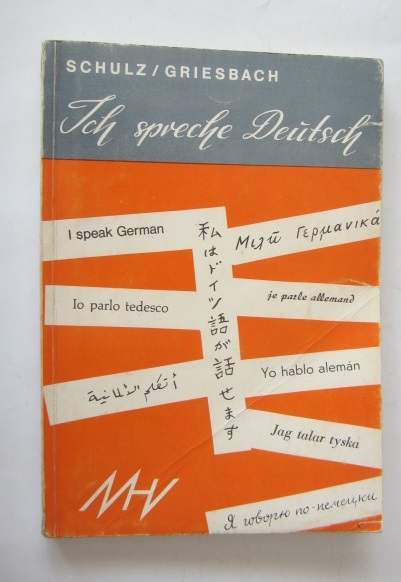 SCHULZ/GRIESBACH
Ich spreche Deutsch
I speak German
私はドイツ語が話せます
Μιλῶ Γερμανικά
Io parlo tedesco
je parle allemand
أتكلم الألمانية
Yo hablo alemán
Jag talar tyska
MHV
Я говорю по-немецки